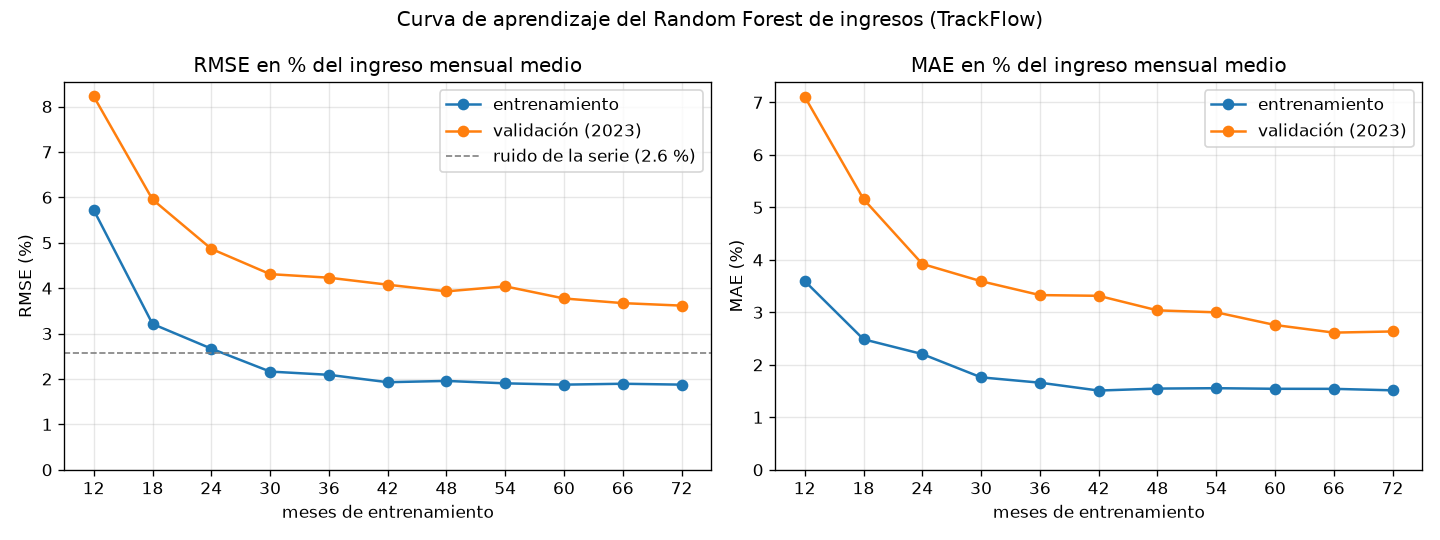 Curva de aprendizaje del Random Forest de ingresos (TrackFlow)
RMSE en % del ingreso mensual medio
entrenamiento
validación (2023)
ruido de la serie (2.6 %)
RMSE (%)
8
7
6
5
4
3
2
1
0
12 18 24 30 36 42 48 54 60 66 72
meses de entrenamiento
MAE en % del ingreso mensual medio
entrenamiento
validación (2023)
MAE (%)
7
6
5
4
3
2
1
0
12 18 24 30 36 42 48 54 60 66 72
meses de entrenamiento